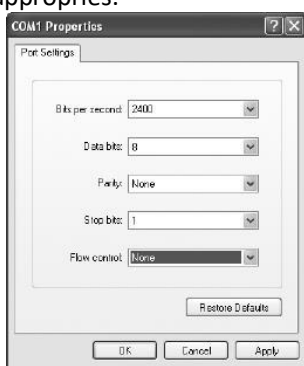 appropriés.
COM1 Properties
Port Settings
Bits per second: 2400
Data bits: 8
Parity: None
Stop bits: 1
Flow control: None
Restore Defaults
OK Cancel Apply